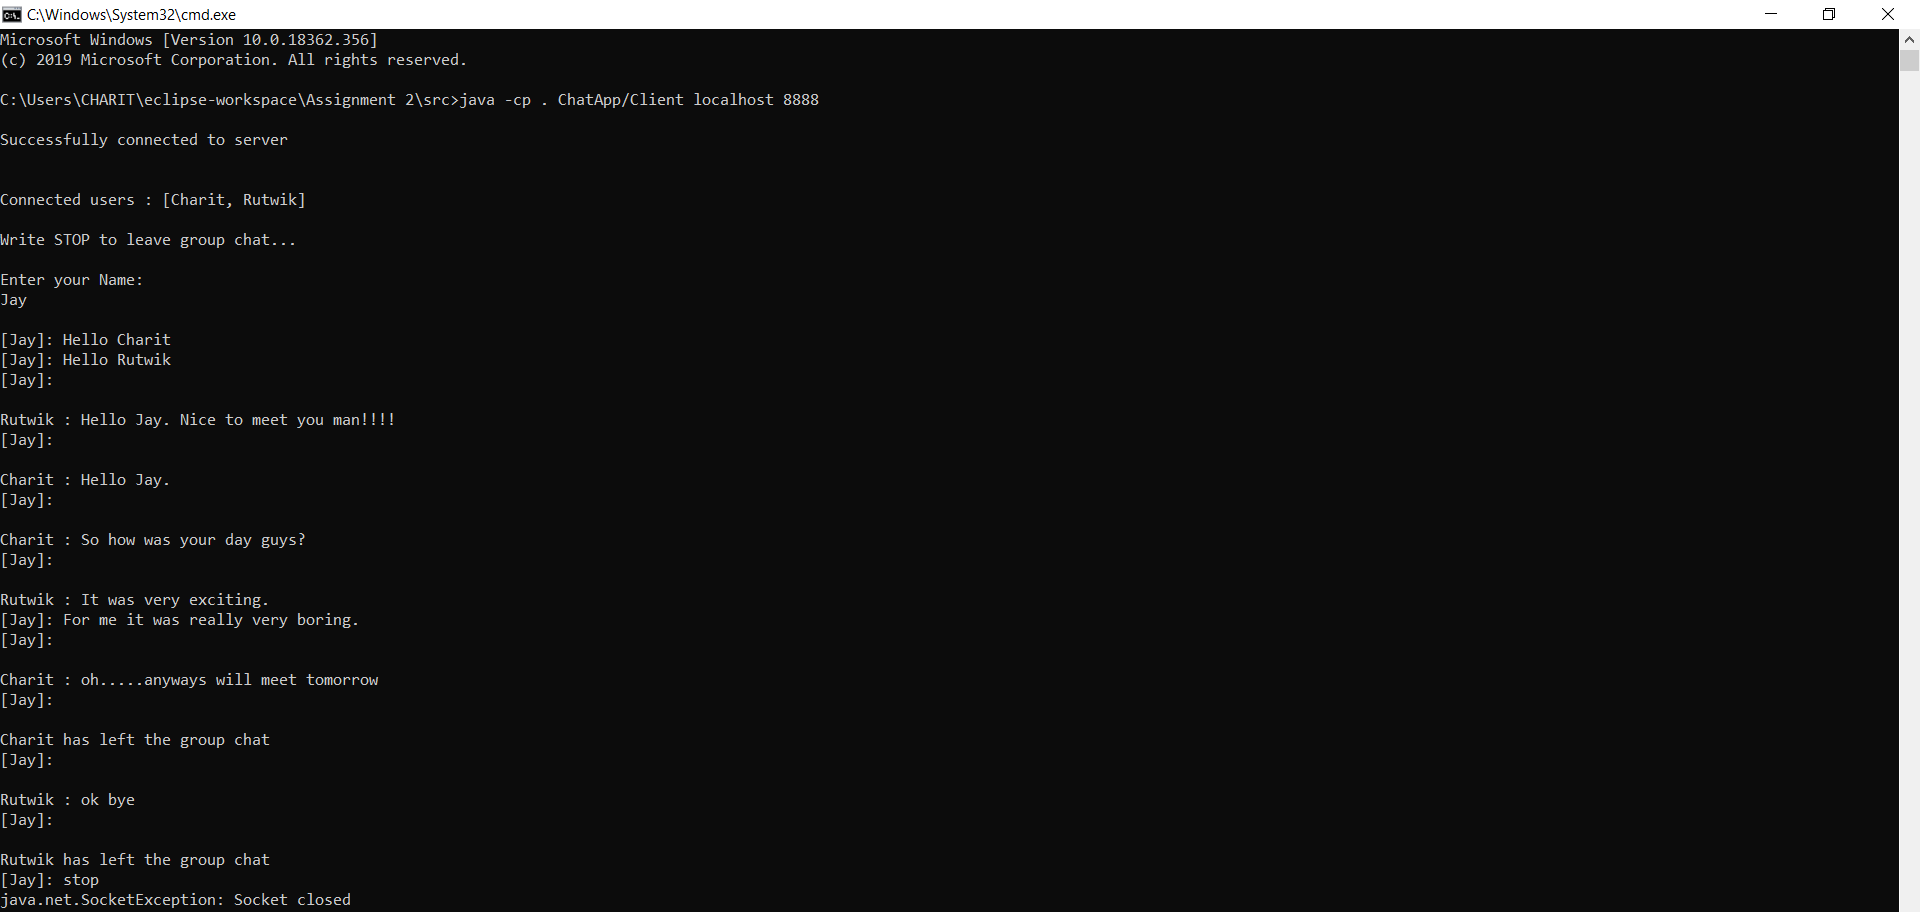 C:\Windows\System32\cmd.exe
Microsoft Windows [Version 10.0.18362.356]
(c) 2019 Microsoft Corporation. All rights reserved.
C:\Users\CHARIT\eclipse-workspace\Assignment 2\src>java -cp . ChatApp/Client localhost 8888
Successfully connected to server
Connected users : [Charit, Rutwik]
Write STOP to leave group chat...
Enter your Name:
Jay
[Jay]: Hello Charit
[Jay]: Hello Rutwik
[Jay]:
Rutwik : Hello Jay. Nice to meet you man!!!!
[Jay]:
Charit : Hello Jay.
[Jay]:
Charit : So how was your day guys?
[Jay]:
Rutwik : It was very exciting.
[Jay]: For me it was really very boring.
[Jay]:
Charit : oh.....anyways will meet tomorrow
[Jay]:
Charit has left the group chat
[Jay]:
Rutwik : ok bye
[Jay]:
Rutwik has left the group chat
[Jay]: stop
java.net.SocketException: Socket closed